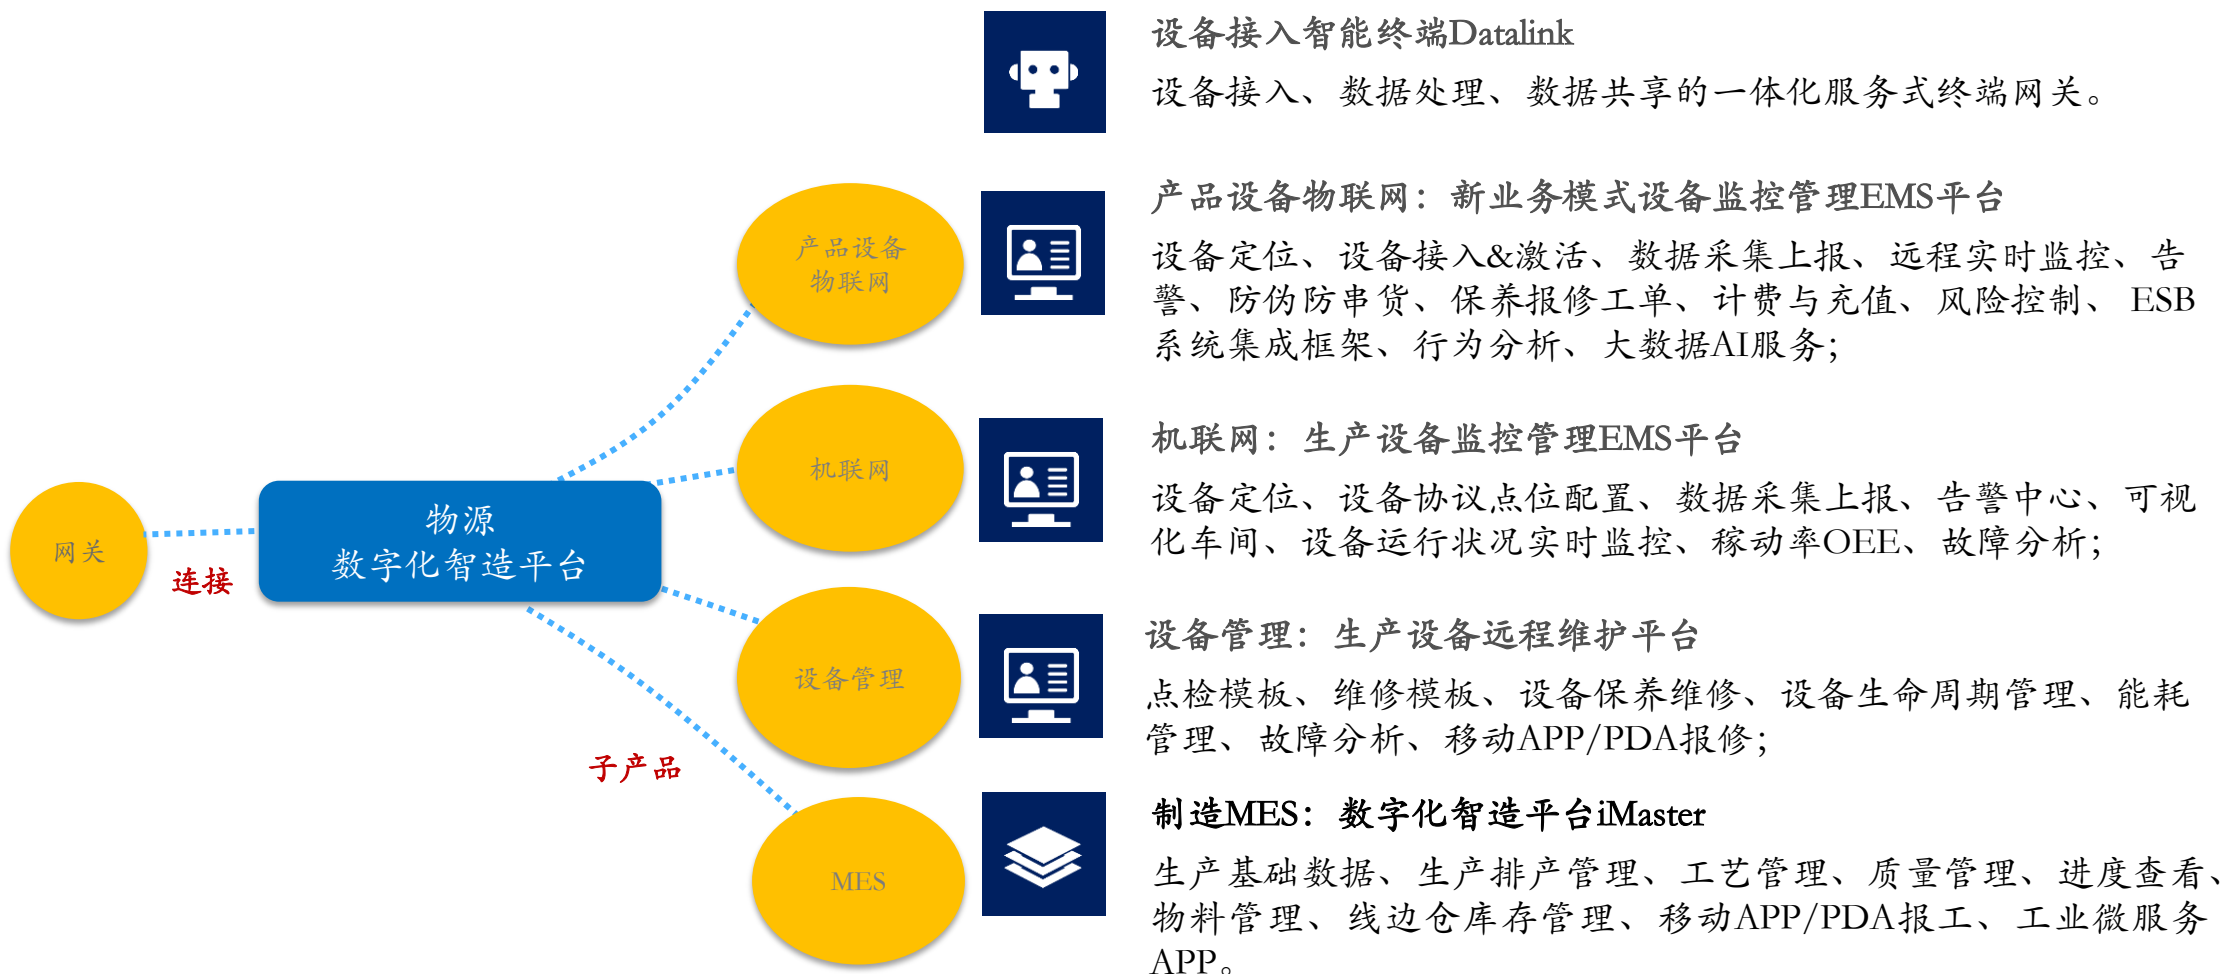 设备接入智能终端Datalink
设备接入、数据处理、数据共享的一体化服务式终端网关。
产品设备物联网：新业务模式设备监控管理EMS平台
设备定位、设备接入&激活、数据采集上报、远程实时监控、告
警、防伪防串货、保养报修工单、计费与充值、风险控制、 ESB
系统集成框架、行为分析、大数据AI服务；
机联网：生产设备监控管理EMS平台
设备定位、设备协议点位配置、数据采集上报、告警中心、可视
化车间、设备运行状况实时监控、稼动率OEE、故障分析；
设备管理：生产设备远程维护平台
点检模板、维修模板、设备保养维修、设备生命周期管理、能耗
管理、故障分析、移动APP/PDA报修；
制造MES：数字化智造平台iMaster
生产基础数据、生产排产管理、工艺管理、质量管理、进度查看、
物料管理、线边仓库存管理、移动APP/PDA报工、工业微服务
APP。
产品设备
物联网
机联网
设备管理
MES
网关
连接
物源
数字化智造平台
子产品